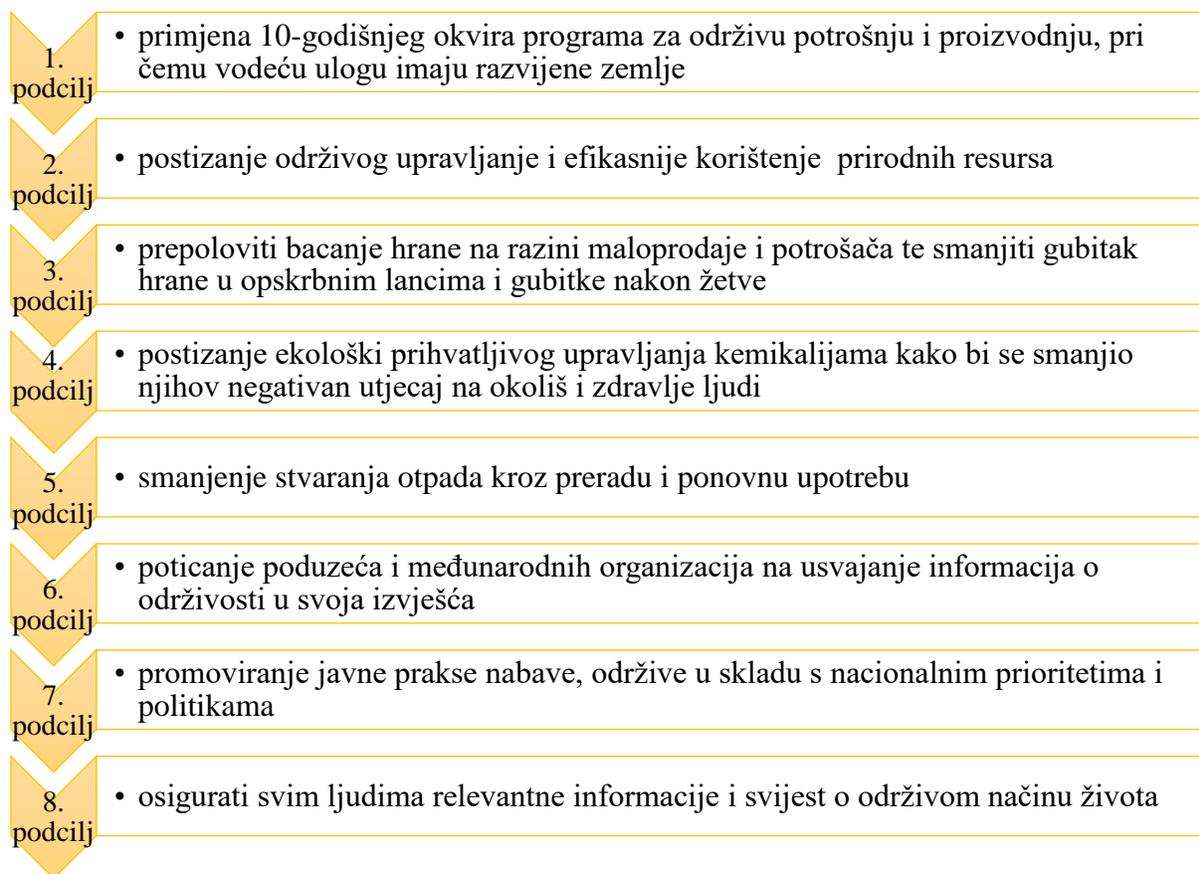 1.
podcilj
• primjena 10-godišnjeg okvira programa za održivu potrošnju i proizvodnju, pri
čemu vodeću ulogu imaju razvijene zemlje
2.
podcilj
• postizanje održivog upravljanje i efikasnije korištenje  prirodnih resursa
3.
podcilj
• prepoloviti bacanje hrane na razini maloprodaje i potrošača te smanjiti gubitak
hrane u opskrbnim lancima i gubitke nakon žetve
4.
podcilj
• postizanje ekološki prihvatljivog upravljanja kemikalijama kako bi se smanjio
njihov negativan utjecaj na okoliš i zdravlje ljudi
5.
podcilj
• smanjenje stvaranja otpada kroz preradu i ponovnu upotrebu
6.
podcilj
• poticanje poduzeća i međunarodnih organizacija na usvajanje informacija o
održivosti u svoja izvješća
7.
podcilj
• promoviranje javne prakse nabave, održive u skladu s nacionalnim prioritetima i
politikama
8.
podcilj
• osigurati svim ljudima relevantne informacije i svijest o održivom načinu života